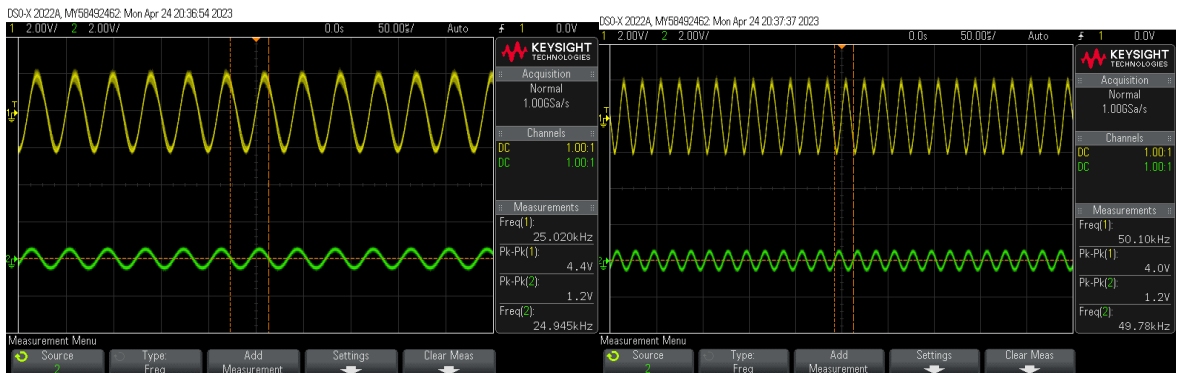 DSO-X 2022A, MY58492462: Mon Apr 24 20:36:54 2023
1 2.00V/ 2 2.00V/ 0.0s 50.00%/ Auto 1 0.0V
KEYSIGHT
TECHNOLOGIES
Acquisition
Normal
1.00GSa/s
Channels
DC 1.00:1
DC 1.00:1
Measurements
Freq(1):
25.020kHz
Pk-Pk(1):
4.4V
Pk-Pk(2):
1.2V
Freq(2):
24.945kHz
Measurement Menu
Source
2
Type:
Freq
Add
Measurement
Settings
Clear Meas
DSO-X 2022A, MY58492462: Mon Apr 24 20:37:37 2023
1 2.00V/ 2 2.00V/ 0.0s 50.00%/ Auto 1 0.0V
KEYSIGHT
TECHNOLOGIES
Acquisition
Normal
1.00GSa/s
Channels
DC 1.00:1
DC 1.00:1
Measurements
Freq(1):
50.10kHz
Pk-Pk(1):
4.0V
Pk-Pk(2):
1.2V
Freq(2):
49.78kHz
Measurement Menu
Source
2
Type:
Freq
Add
Measurement
Settings
Clear Meas